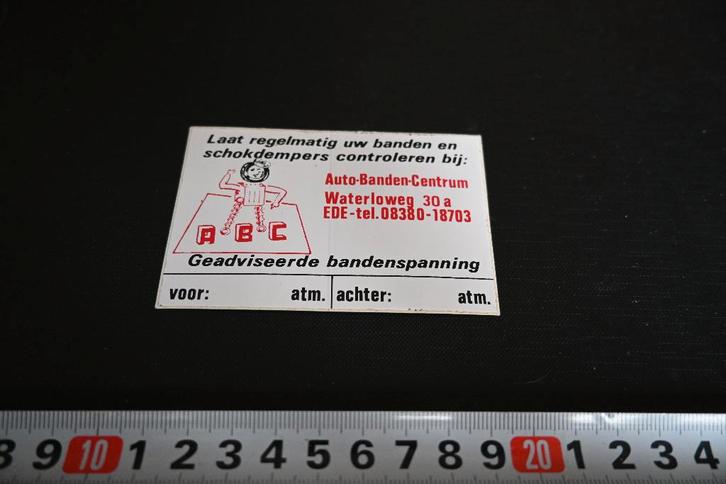 Laat regelmatig uw banden en
schokdempers controleren bij:
Auto-Banden-Centrum
Waterloweg 30 a
EDE-tel. 08380-18703
A B C
Geadviseerde bandenspanning
voor: atm. achter: atm.
9 10 1 2 3 4 5 6 7 8 9 20 1 2 3 4